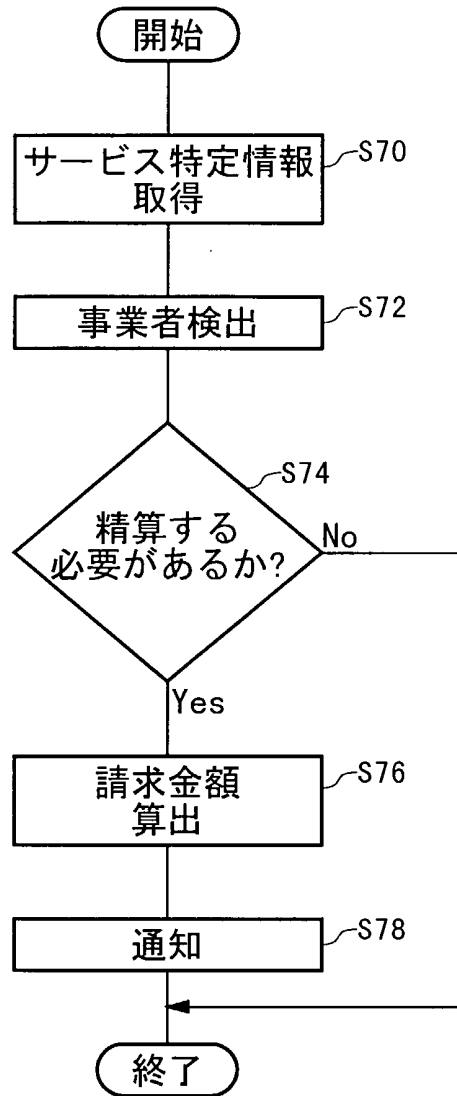 開始
サービス特定情報
取得
S70
事業者検出
S72
S74
精算する
必要があるか?
No
Yes
請求金額
算出
S76
通知
S78
終了